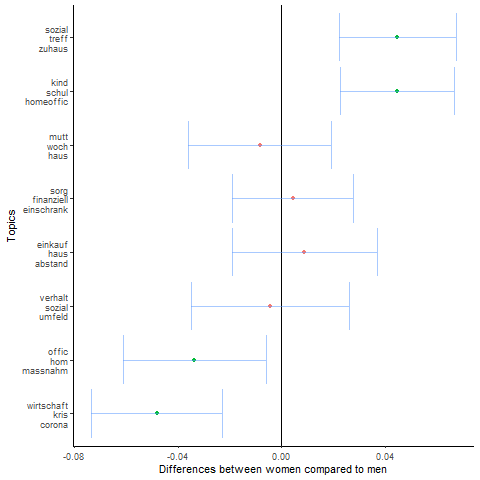 sozial
treff
zuhaus
kind
schul
homeoffic
mutt
woch
haus
sorg
finanziell
einschrank
einkauf
haus
abstand
verhalt
sozial
umfeld
offic
hom
massnahm
wirtschaft
kris
corona
Topics
-0.08
-0.04
0.00
0.04
Differences between women compared to men